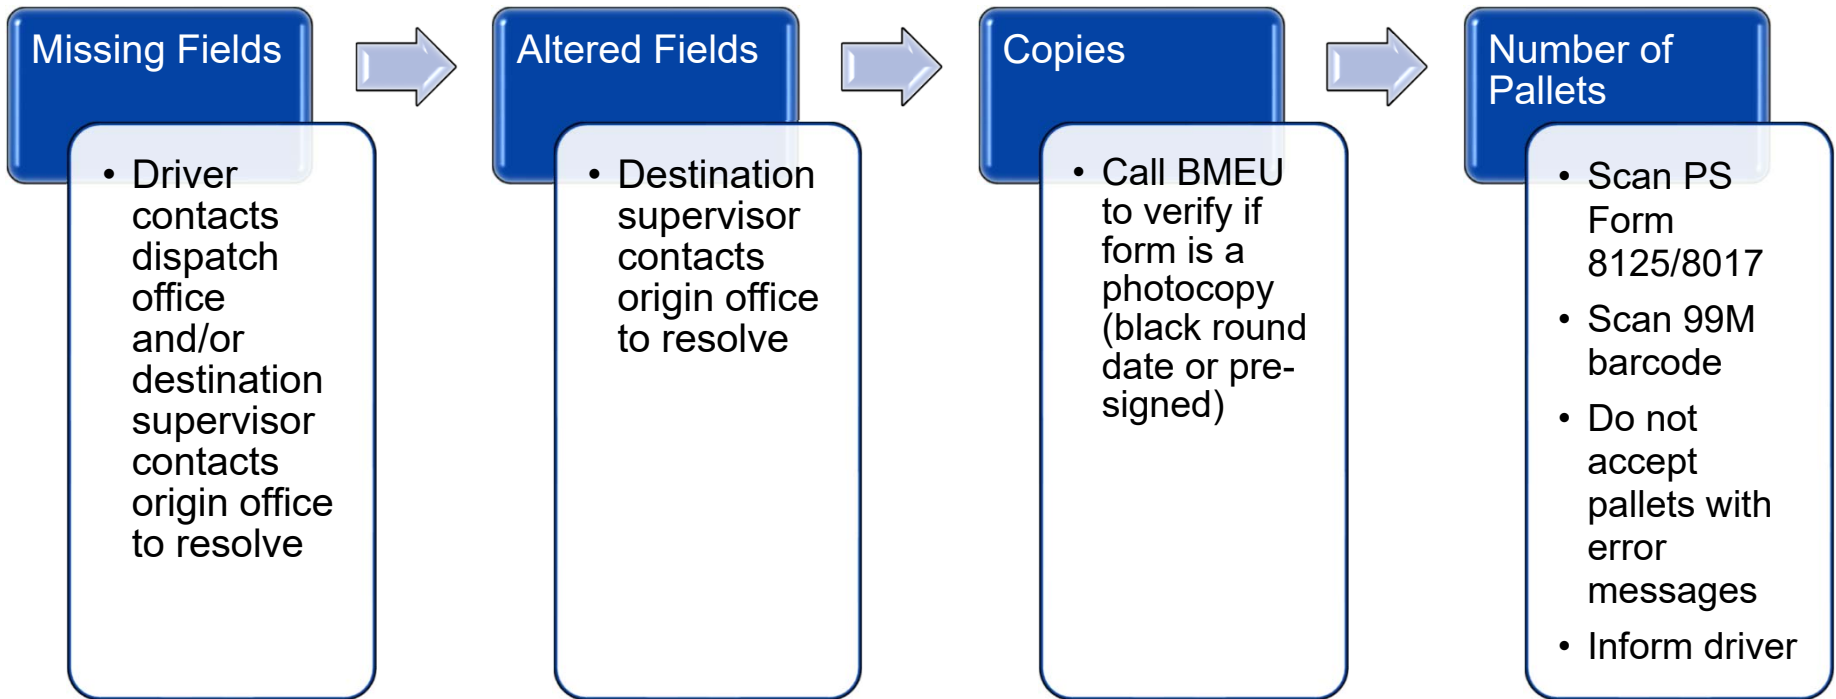 Missing Fields
• Driver
contacts
dispatch
office
and/or
destination
supervisor
contacts
origin office
to resolve
Altered Fields
• Destination
supervisor
contacts
origin office
to resolve
Copies
• Call BMEU
to verify if
form is a
photocopy
(black round
date or pre-
signed)
Number of
Pallets
• Scan PS
Form
8125/8017
• Scan 99M
barcode
• Do not
accept
pallets with
error
messages
• Inform driver